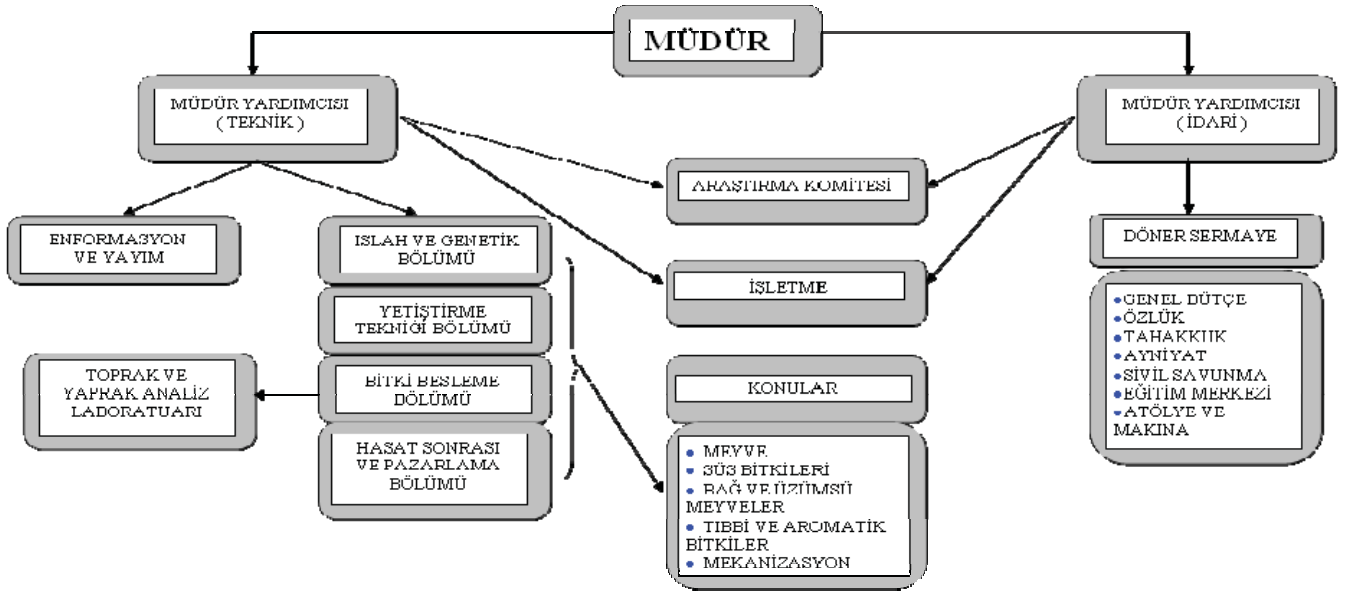 MÜDÜR
MÜDÜR YARDIMCISI
( TEKNİK )
MÜDÜR YARDIMCISI
( İDARİ )
ARAŞTIRMA KOMİTESİ
ENFORMASYON
VE YAYIM
ISLAH VE GENETİK
BÖLÜMÜ
DÖNER SERMAYE
İŞLETME
YETİŞTİRME
TEKNİĞİ BÖLÜMÜ
• GENEL BÜTÇE
• ÖZLÜK
• TAHAKKUK
• AYNİYAT
• SİVİL SAVUNMA
• EĞİTİM MERKEZİ
• ATÖLYE VE
MAKINA
TOPRAK VE
YAPRAK ANALİZ
LABORATUARI
BİTKİ BESLEME
BÖLÜMÜ
KONULAR
HASAT SONRASI
VE PAZARLAMA
BÖLÜMÜ
• MEYVE
• SÜS BİTKİLERİ
• BAĞ VE ÜZÜMSÜ
MEYVELER
• TIBBİ VE AROMATİK
BİTKİLER
• MEKANİZASYON